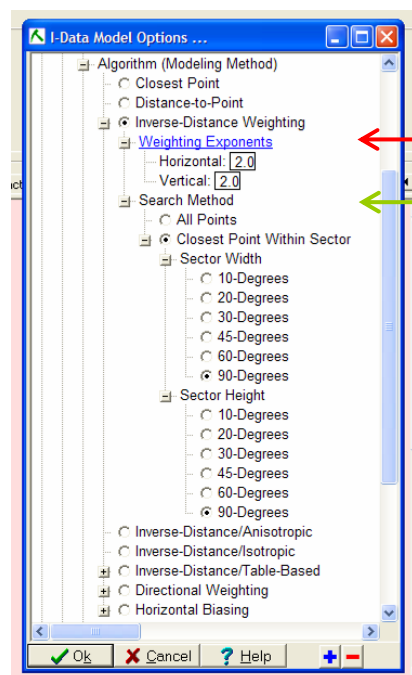 I-Data Model Options ...
Algorithm (Modeling Method)
Closest Point
Distance-to-Point
Inverse-Distance Weighting
Weighting Exponents
Horizontal: 2.0
Vertical: 2.0
Search Method
All Points
Closest Point Within Sector
Sector Width
10-Degrees
20-Degrees
30-Degrees
45-Degrees
60-Degrees
90-Degrees
Sector Height
10-Degrees
20-Degrees
30-Degrees
45-Degrees
60-Degrees
90-Degrees
Inverse-Distance/Anisotropic
Inverse-Distance/Isotropic
Inverse-Distance/Table-Based
Directional Weighting
Horizontal Biasing
Ok Cancel ? Help + −